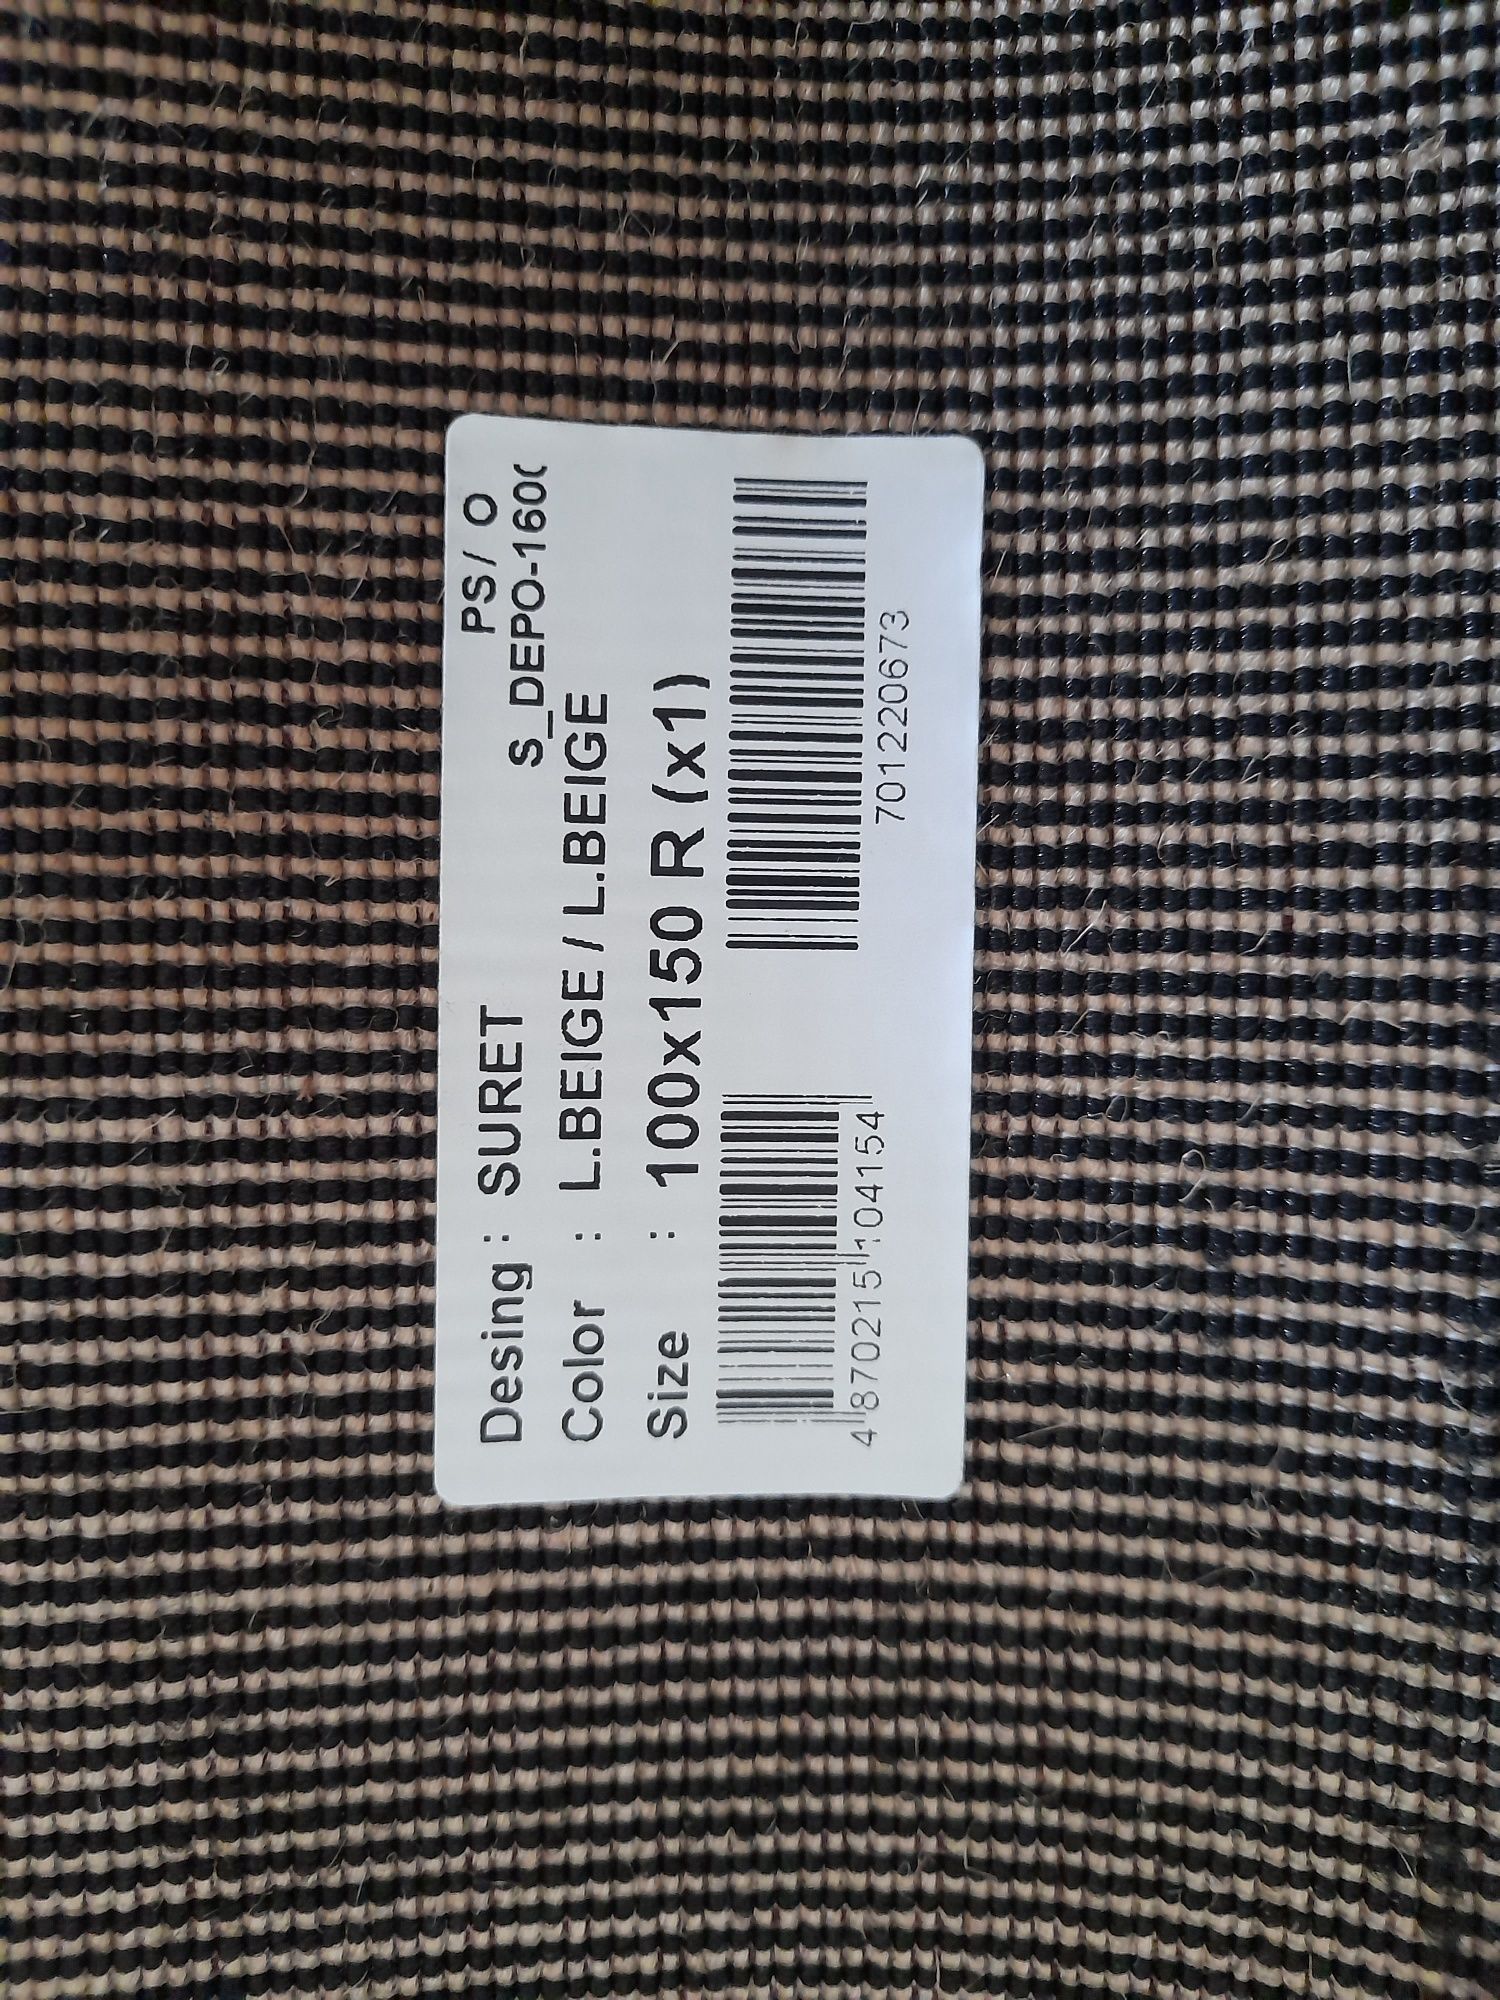 PS/ O
Desing : SURET
S_DEPO-160
Color : L.BEIGE / L.BEIGE
Size : 100x150 R (x1)
4 870215 104154
701220673